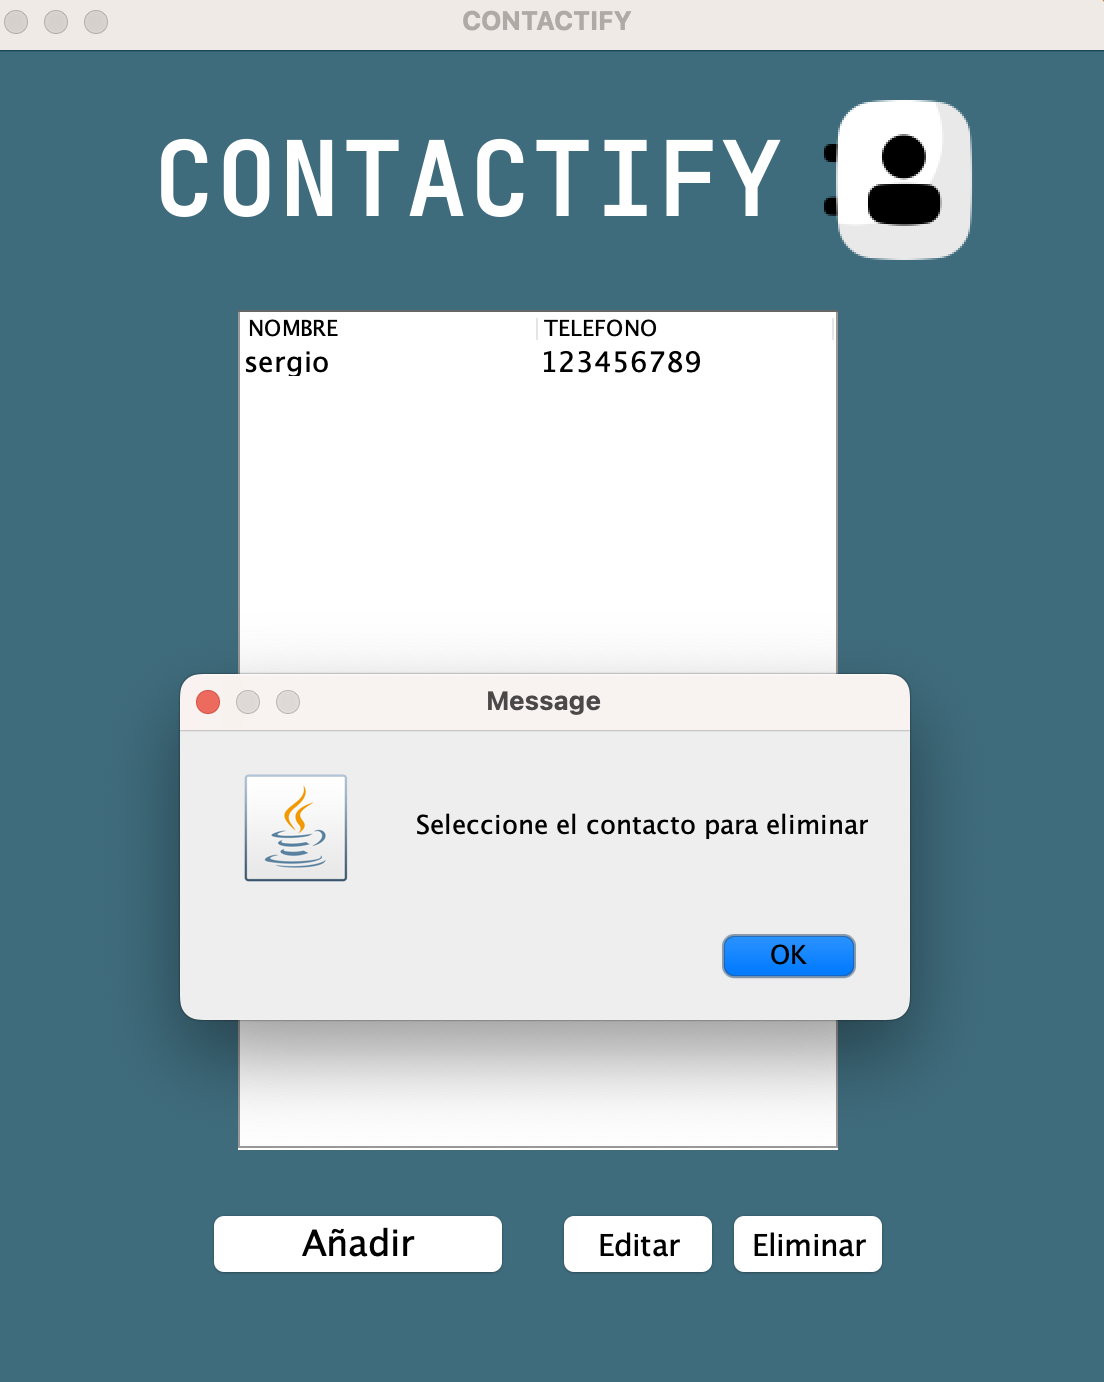 CONTACTIFY
CONTACTIFY
NOMBRE TELEFONO
sergio 123456789
Message
Seleccione el contacto para eliminar
OK
Añadir Editar Eliminar